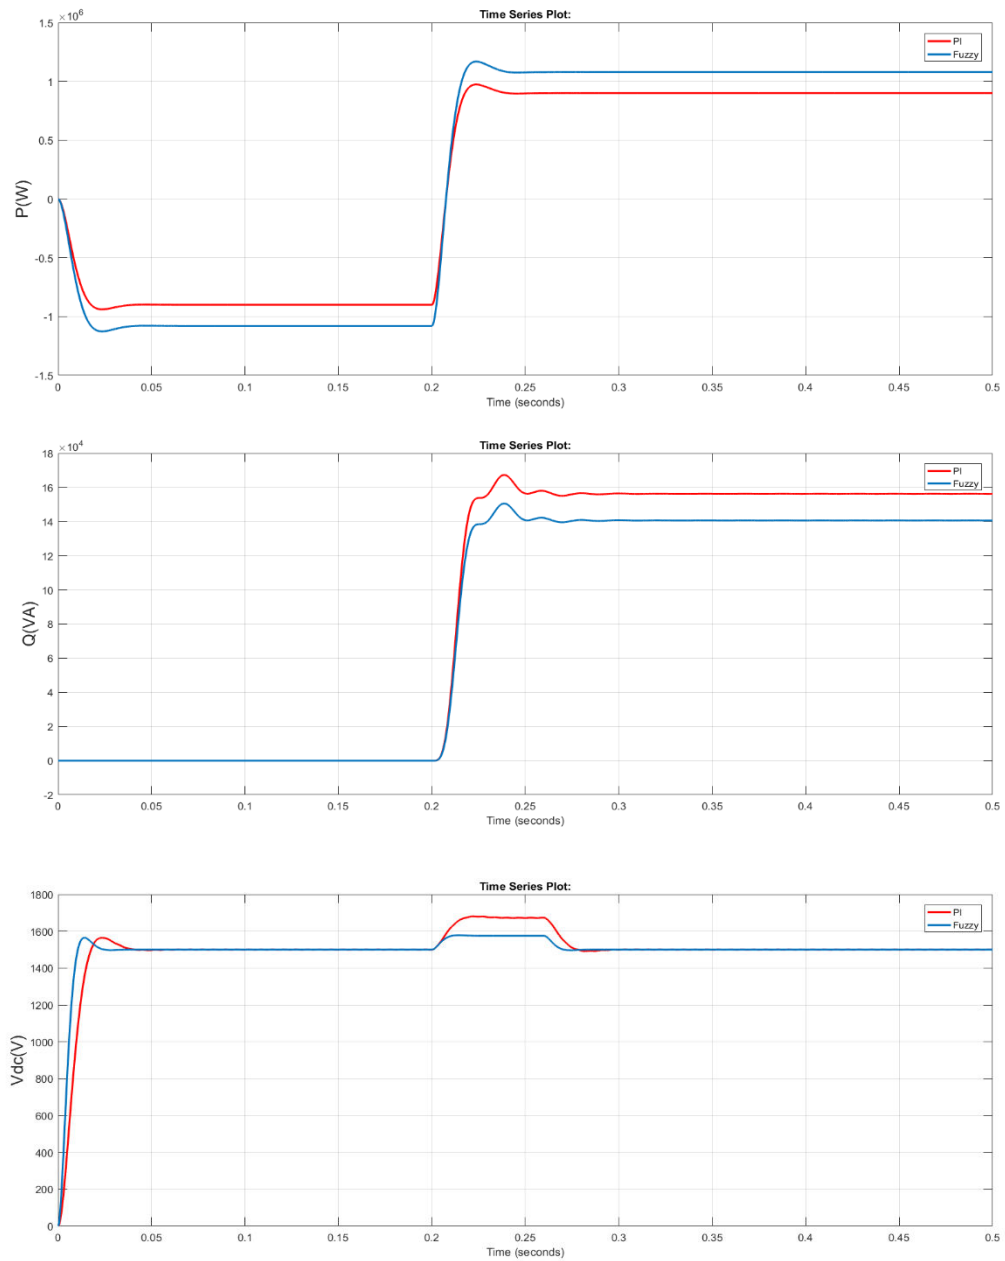 Time Series Plot:
×10⁶
PI
Fuzzy
1.5
1
0.5
0
-0.5
-1
-1.5
P(W)
0 0.05 0.1 0.15 0.2 0.25 0.3 0.35 0.4 0.45 0.5
Time (seconds)
Time Series Plot:
×10⁴
PI
Fuzzy
18
16
14
12
10
8
6
4
2
0
-2
Q(VA)
0 0.05 0.1 0.15 0.2 0.25 0.3 0.35 0.4 0.45 0.5
Time (seconds)
Time Series Plot:
PI
Fuzzy
1800
1600
1400
1200
1000
800
600
400
200
0
Vdc(V)
0 0.05 0.1 0.15 0.2 0.25 0.3 0.35 0.4 0.45 0.5
Time (seconds)